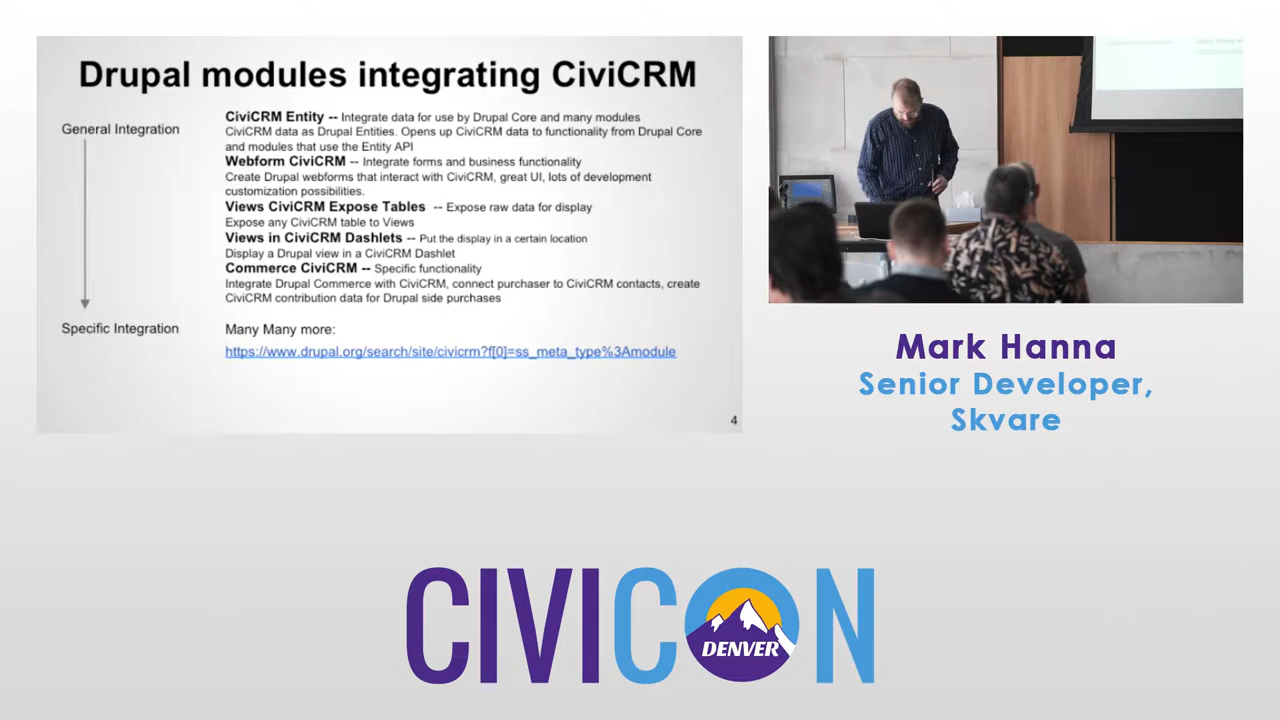 Drupal modules integrating CiviCRM
General Integration
CiviCRM Entity -- Integrate data for use by Drupal Core and many modules
CiviCRM data as Drupal Entities. Opens up CiviCRM data to functionality from Drupal Core
and modules that use the Entity API
Webform CiviCRM -- Integrate forms and business functionality
Create Drupal webforms that interact with CiviCRM, great UI, lots of development
customization possibilities.
Views CiviCRM Expose Tables -- Expose raw data for display
Expose any CiviCRM table to Views
Views in CiviCRM Dashlets -- Put the display in a certain location
Display a Drupal view in a CiviCRM Dashlet
Commerce CiviCRM -- Specific functionality
Integrate Drupal Commerce with CiviCRM, connect purchaser to CiviCRM contacts, create
CiviCRM contribution data for Drupal side purchases
Specific Integration
Many Many more:
https://www.drupal.org/search/site/civicrm?f[0]=ss_meta_type%3Amodule
4
Mark Hanna
Senior Developer,
Skvare
CIVICON
DENVER